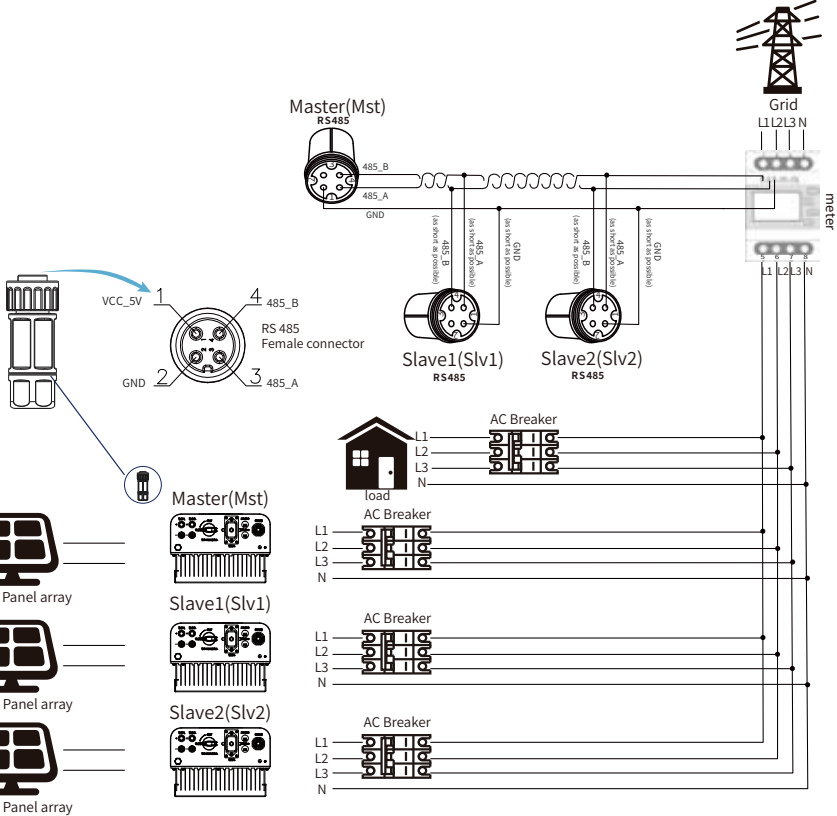 Grid
L1 L2 L3 N
meter
5 6 7 8
L1 L2 L3 N
Master(Mst)
RS485
485_B
485_A
GND
485_B
(as short as possible)
485_A
(as short as possible)
GND
(as short as possible)
485_B
(as short as possible)
485_A
(as short as possible)
GND
(as short as possible)
Slave1(Slv1)
RS485
Slave2(Slv2)
RS485
VCC_5V 1
4 485_B
RS 485
Female connector
GND 2
3 485_A
AC Breaker
L1
L2
L3
N
load
Master(Mst)
AC Breaker
L1
L2
L3
N
Panel array
Slave1(Slv1)
AC Breaker
L1
L2
L3
N
Panel array
Slave2(Slv2)
AC Breaker
L1
L2
L3
N
Panel array